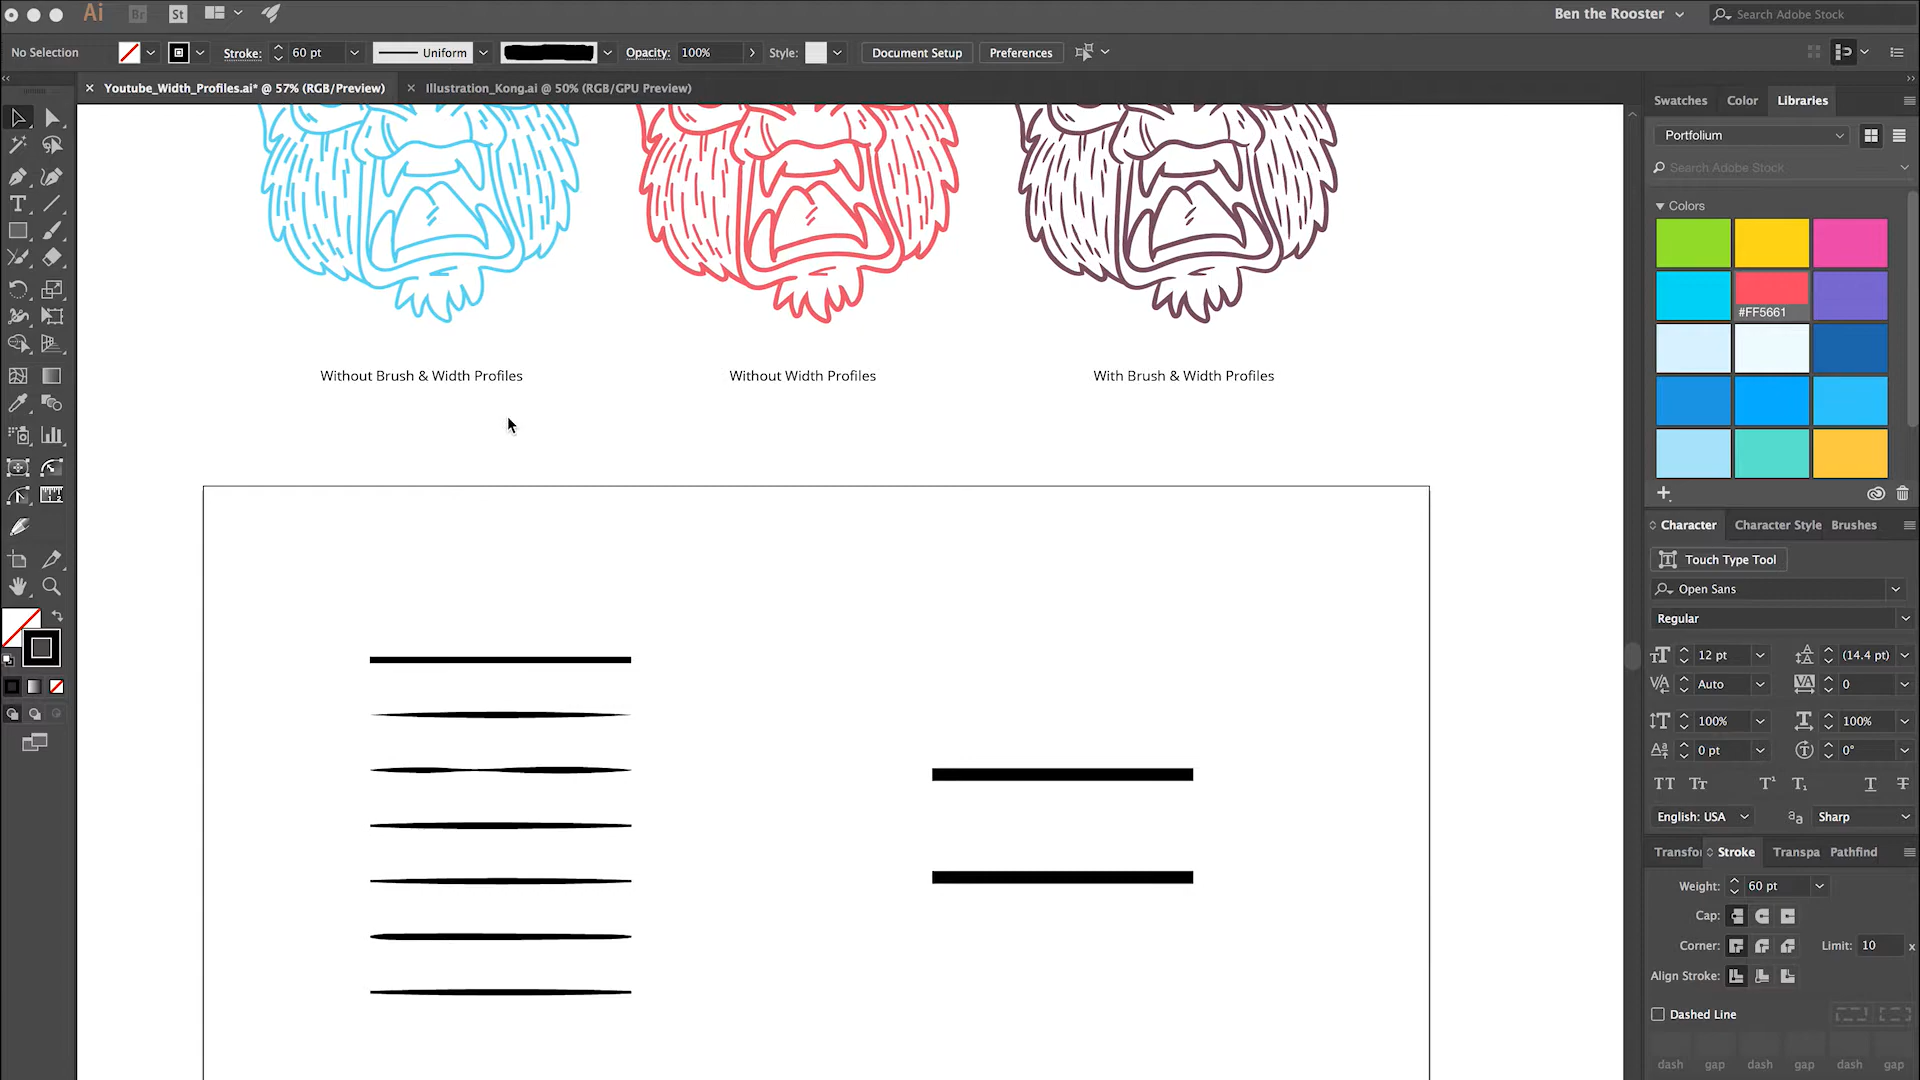 Ai Br St Ben the Rooster Search Adobe Stock
No Selection Stroke: 60 pt Uniform Opacity: 100% Style: Document Setup Preferences
Youtube_Width_Profiles.ai* @ 57% (RGB/Preview) Illustration_Kong.ai @ 50% (RGB/GPU Preview)
Swatches Color Libraries
Portfolium
Search Adobe Stock
Colors
#FF5661
Without Brush & Width Profiles Without Width Profiles With Brush & Width Profiles
Character Character Style Brushes
Touch Type Tool
Open Sans
Regular
12 pt (14.4 pt)
Auto 0
100% 100%
0 pt 0°
English: USA Sharp
Transfor Stroke Transpa Pathfind
Weight: 60 pt
Cap:
Corner: Limit: 10 x
Align Stroke:
Dashed Line
dash gap dash gap dash gap